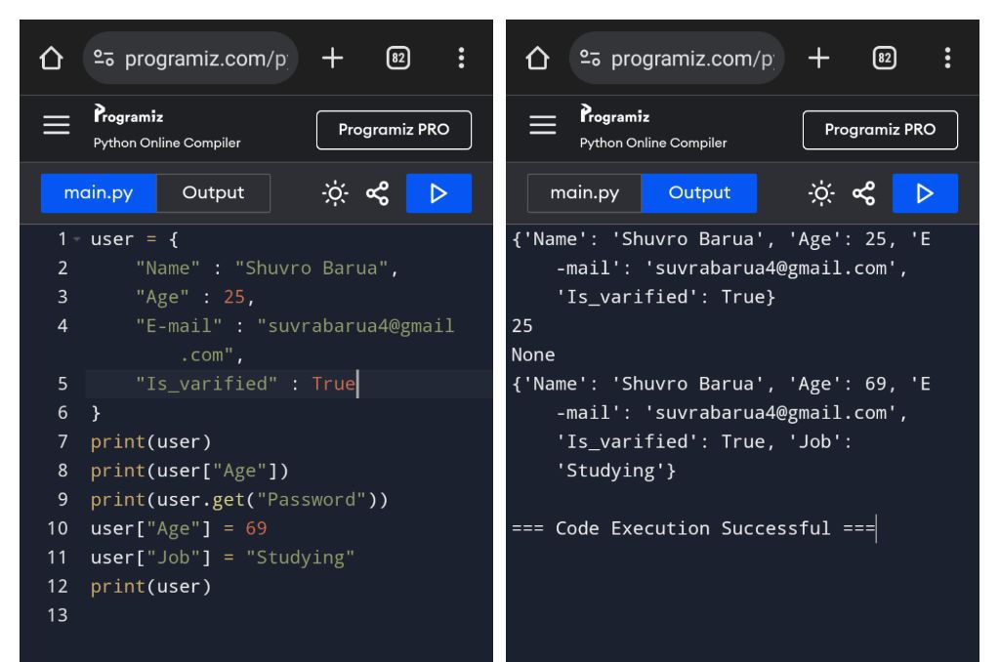 programiz.com/p
82
Programiz
Python Online Compiler
Programiz PRO
main.py
Output
1 user = {
2 "Name" : "Shuvro Barua",
3 "Age" : 25,
4 "E-mail" : "suvrabarua4@gmail
.com",
5 "Is_varified" : True
6 }
7 print(user)
8 print(user["Age"])
9 print(user.get("Password"))
10 user["Age"] = 69
11 user["Job"] = "Studying"
12 print(user)
13
programiz.com/p
82
Programiz
Python Online Compiler
Programiz PRO
main.py
Output
{'Name': 'Shuvro Barua', 'Age': 25, 'E
-mail': 'suvrabarua4@gmail.com',
'Is_varified': True}
25
None
{'Name': 'Shuvro Barua', 'Age': 69, 'E
-mail': 'suvrabarua4@gmail.com',
'Is_varified': True, 'Job':
'Studying'}
=== Code Execution Successful ===